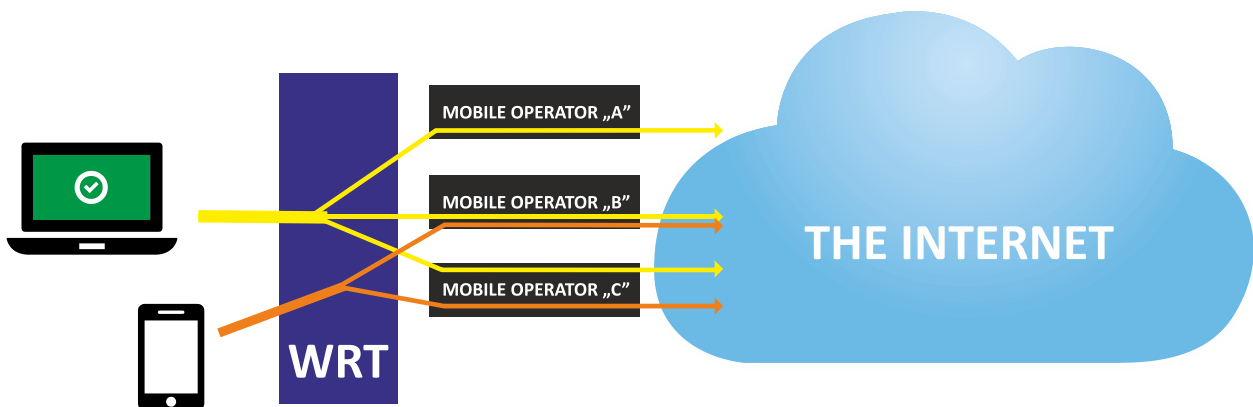 MOBILE OPERATOR „A”
MOBILE OPERATOR „B”
MOBILE OPERATOR „C”
WRT
THE INTERNET